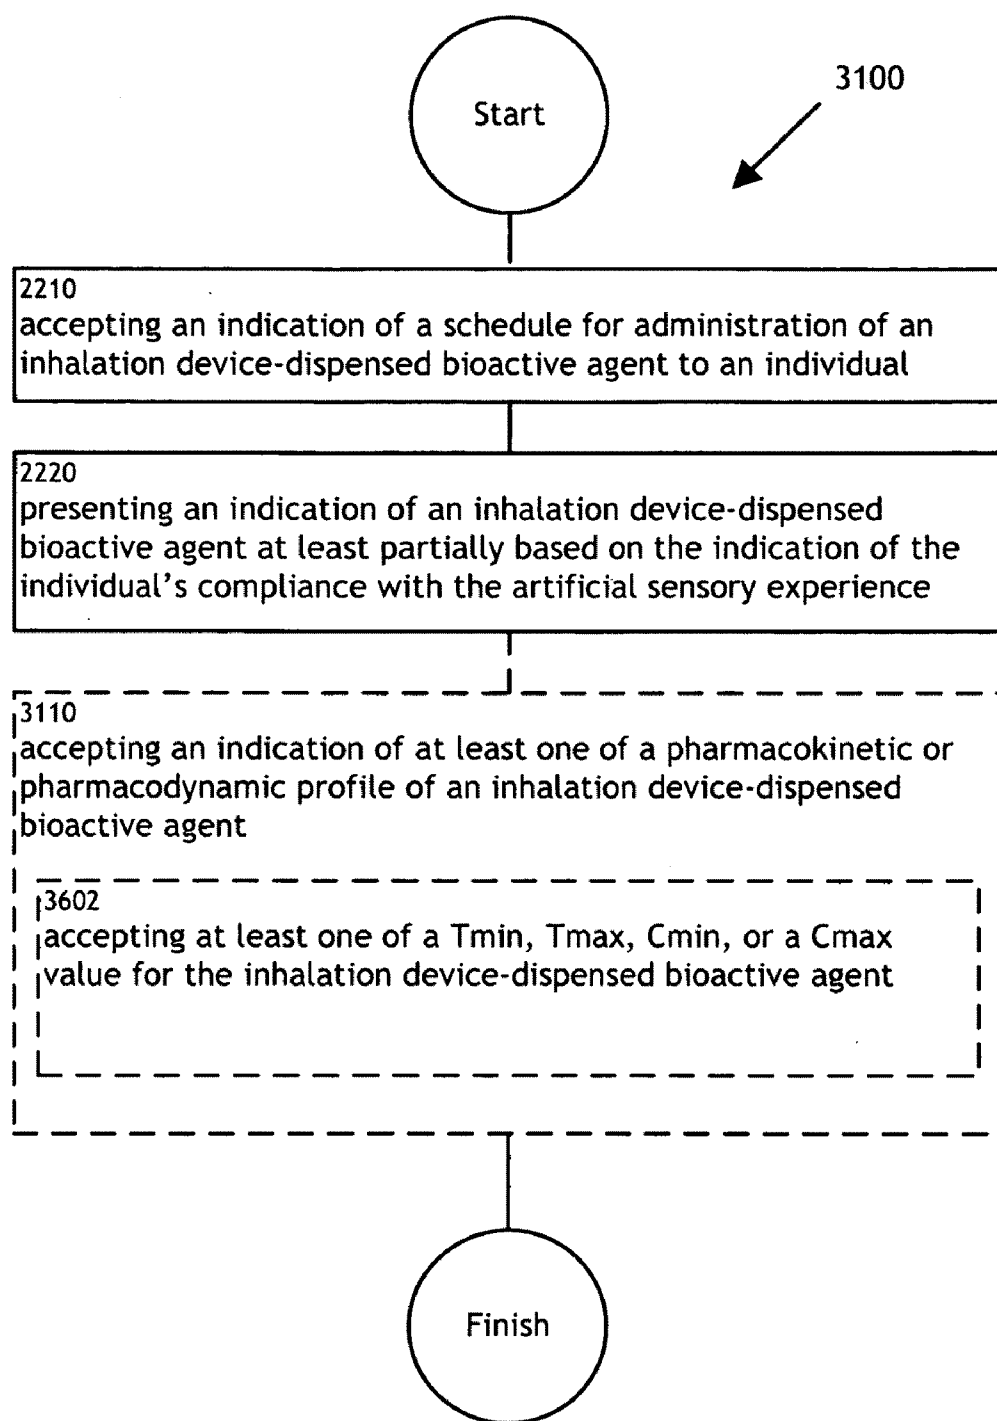 Start
3100
2210
accepting an indication of a schedule for administration of an
inhalation device-dispensed bioactive agent to an individual
2220
presenting an indication of an inhalation device-dispensed
bioactive agent at least partially based on the indication of the
individual's compliance with the artificial sensory experience
3110
accepting an indication of at least one of a pharmacokinetic or
pharmacodynamic profile of an inhalation device-dispensed
bioactive agent
3602
accepting at least one of a Tmin, Tmax, Cmin, or a Cmax
value for the inhalation device-dispensed bioactive agent
Finish